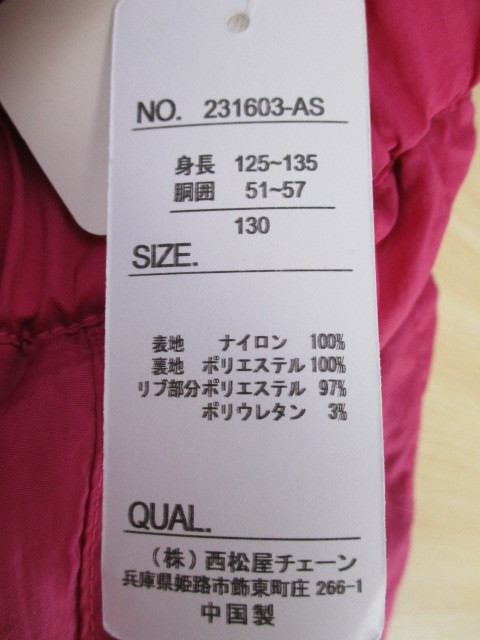 NO. 231603-AS
身長 125~135
胴囲 51~57
130
SIZE.
表地 ナイロン 100%
裏地 ポリエステル 100%
リブ部分 ポリエステル 97%
ポリウレタン 3%
QUAL.
(株)西松屋チェーン
兵庫県姫路市飾東町庄 266-1
中国製